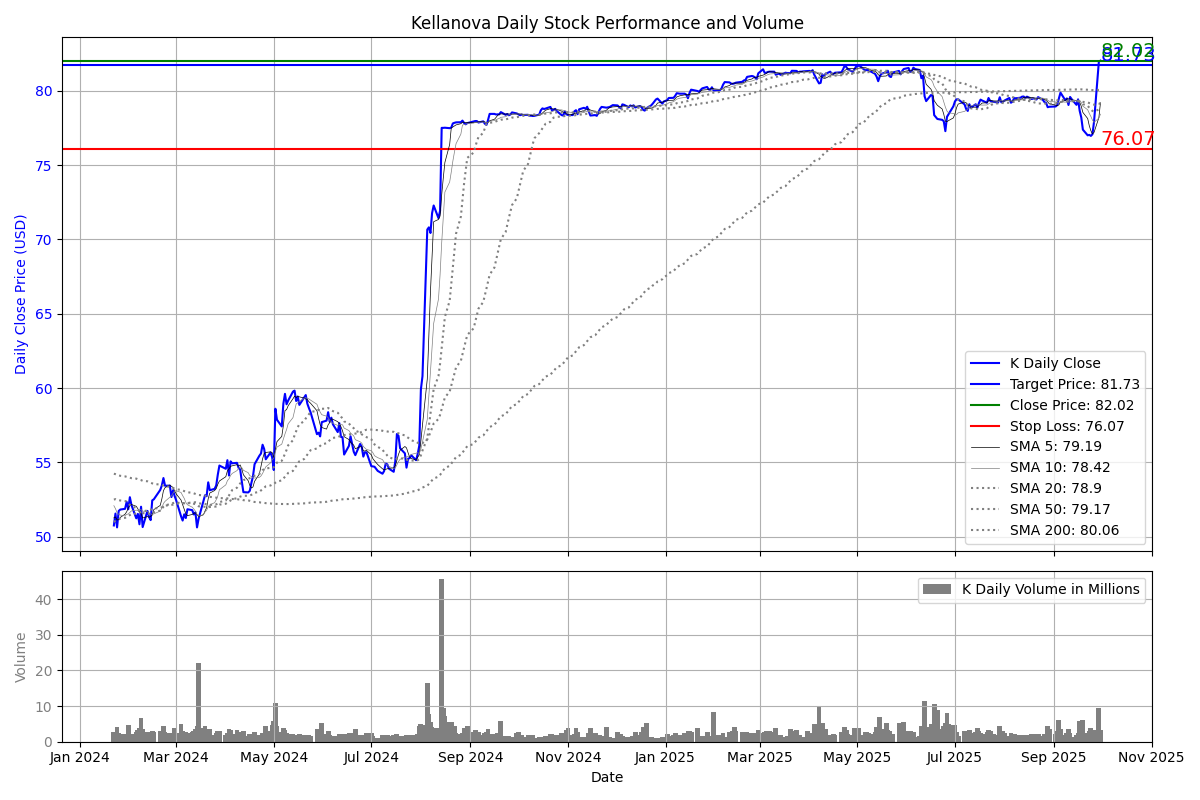 Kellanova Daily Stock Performance and Volume
82.02
81.73
80
76.07
75
70
65
60
55
50
Daily Close Price (USD)
K Daily Close
Target Price: 81.73
Close Price: 82.02
Stop Loss: 76.07
SMA 5: 79.19
SMA 10: 78.42
SMA 20: 78.9
SMA 50: 79.17
SMA 200: 80.06
K Daily Volume in Millions
40
30
20
10
0
Volume
Jan 2024 Mar 2024 May 2024 Jul 2024 Sep 2024 Nov 2024 Jan 2025 Mar 2025 May 2025 Jul 2025 Sep 2025 Nov 2025
Date